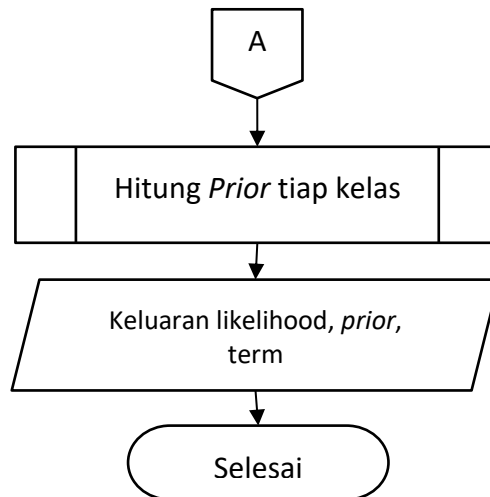 A
Hitung Prior tiap kelas
Keluaran likelihood, prior,
term
Selesai